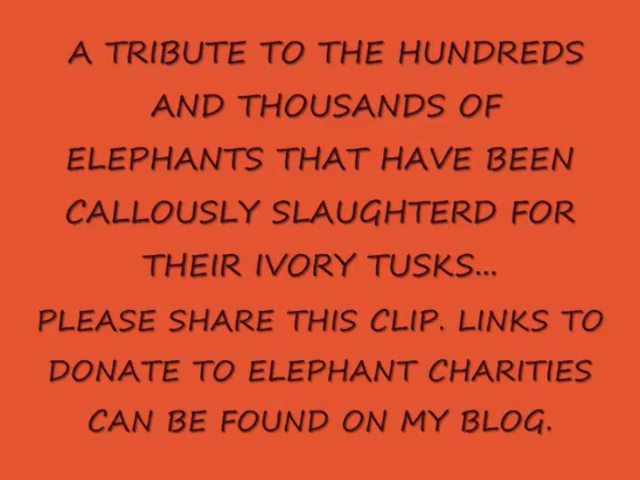 A TRIBUTE TO THE HUNDREDS
AND THOUSANDS OF
ELEPHANTS THAT HAVE BEEN
CALLOUSLY SLAUGHTERD FOR
THEIR IVORY TUSKS...
PLEASE SHARE THIS CLIP. LINKS TO
DONATE TO ELEPHANT CHARITIES
CAN BE FOUND ON MY BLOG.